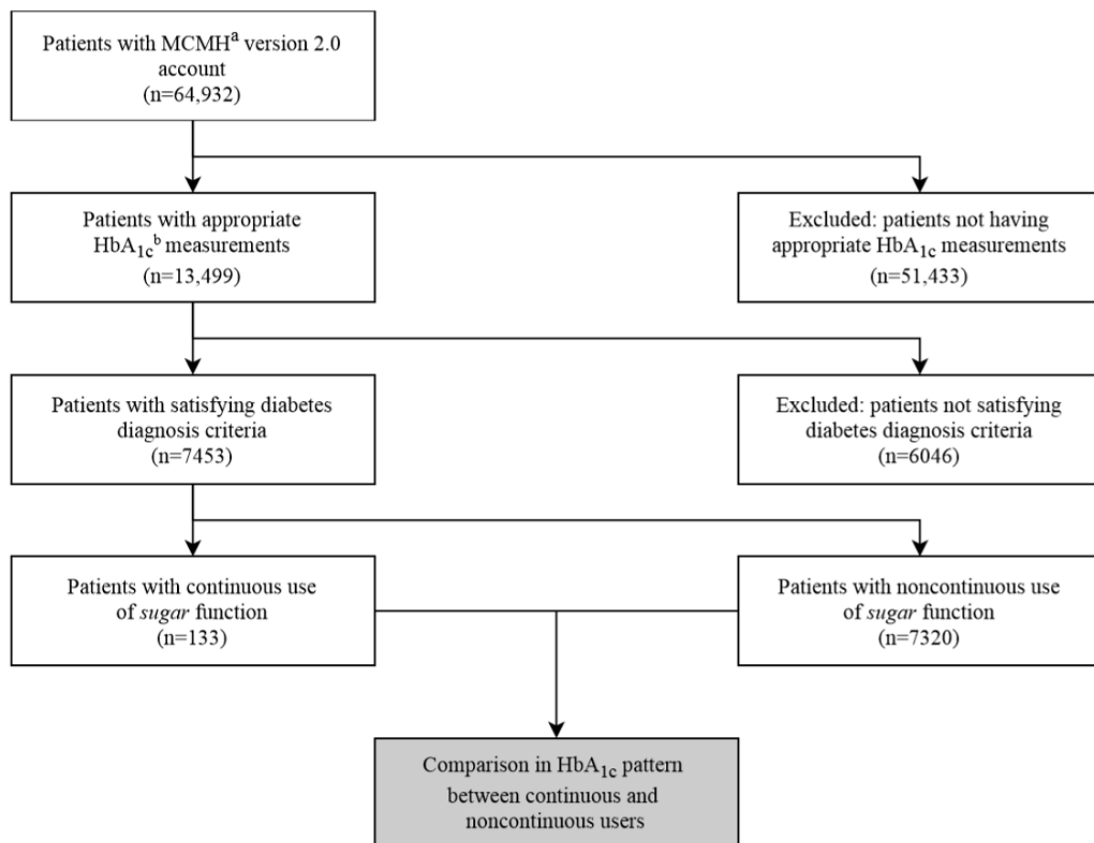 Patients with MCMHa version 2.0
account
(n=64,932)
Patients with appropriate
HbA1cb measurements
(n=13,499)
Excluded: patients not having
appropriate HbA1c measurements
(n=51,433)
Patients with satisfying diabetes
diagnosis criteria
(n=7453)
Excluded: patients not satisfying
diabetes diagnosis criteria
(n=6046)
Patients with continuous use
of sugar function
(n=133)
Patients with noncontinuous use
of sugar function
(n=7320)
Comparison in HbA1c pattern
between continuous and
noncontinuous users